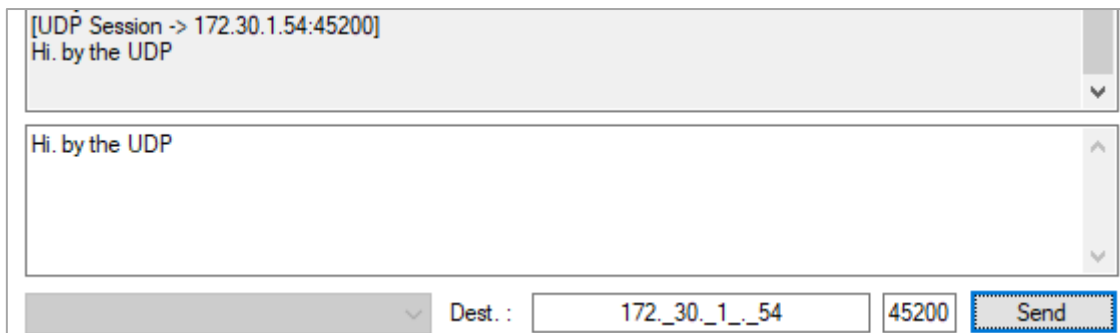 [UDP Session -> 172.30.1.54:45200]
Hi. by the UDP
Hi. by the UDP
Dest. : 172._30._1_._54 45200 Send